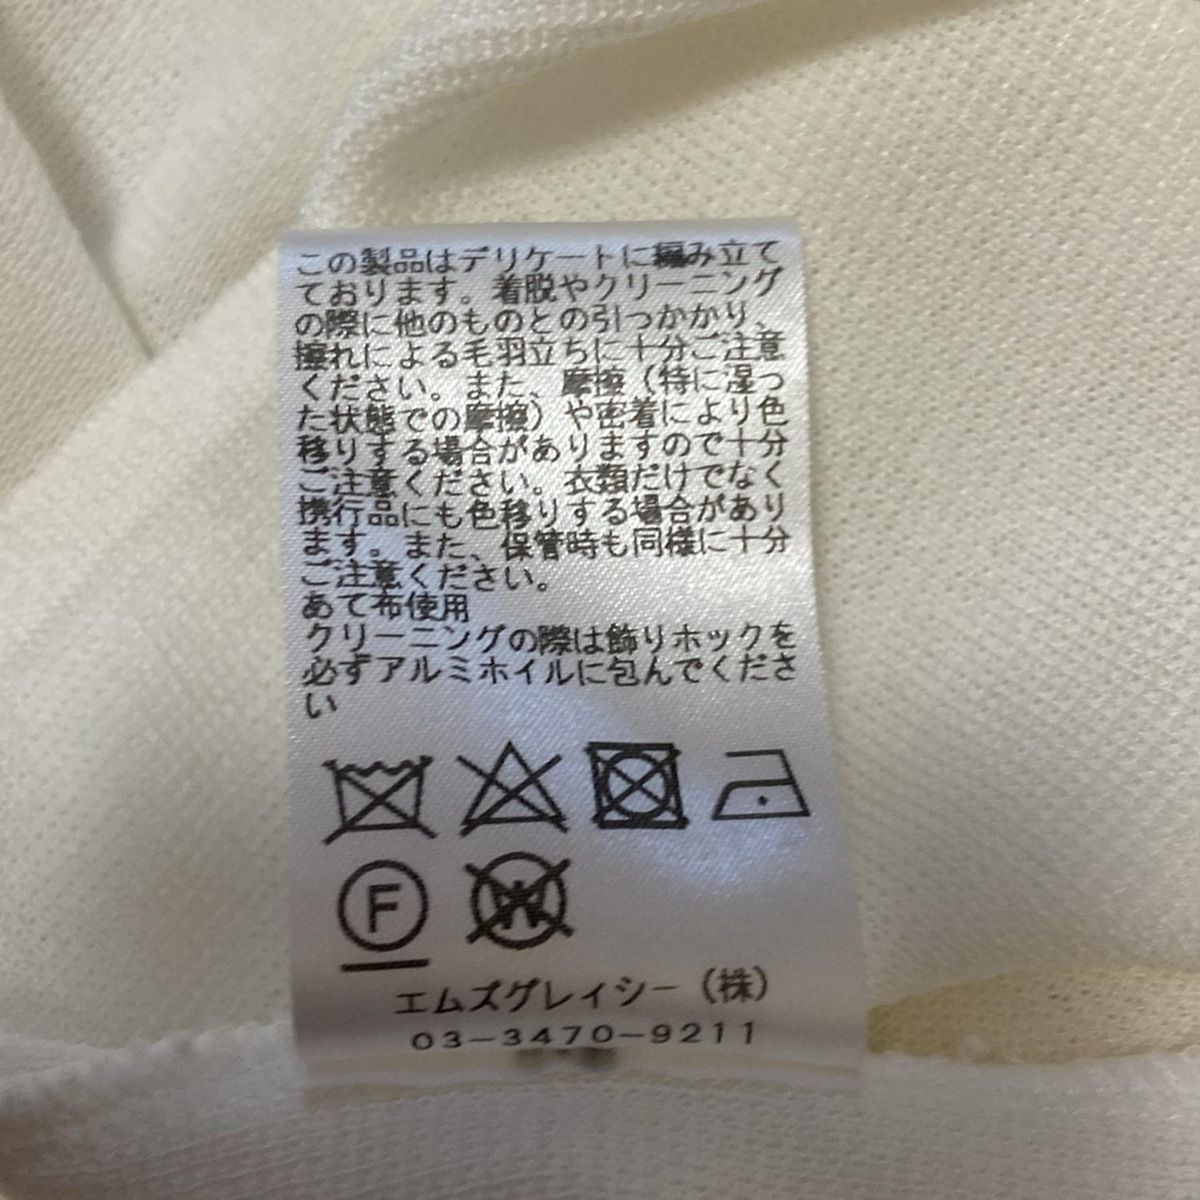 この製品はデリケートに編み立て
ております。着脱やクリーニング
の際に他のものとの引っかかり、
擦れによる毛羽立ちに十分ご注意
ください。また、摩擦（特に湿っ
た状態での摩擦）や密着により色
移りする場合がありますので十分
ご注意ください。衣類だけでなく
携行品にも色移りする場合があり
ます。また、保管時も同様に十分
ご注意ください。
あて布使用
クリーニングの際は飾りホックを
必ずアルミホイルに包んでくださ
い
F W
エムズグレイシー（株）
03-3470-9211